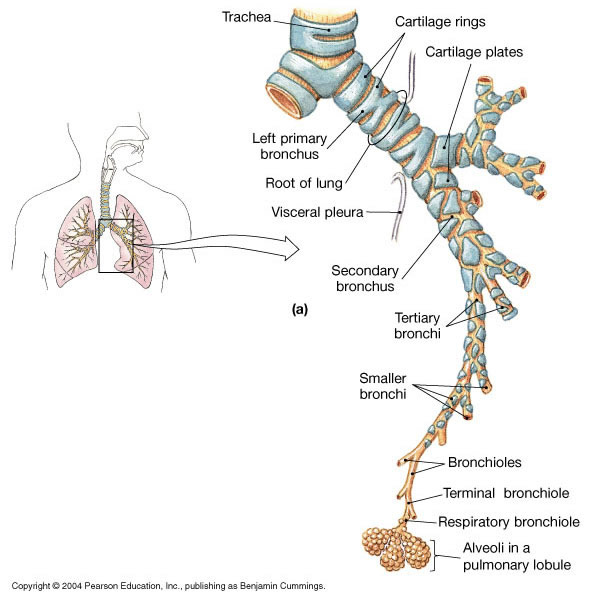 Trachea
Cartilage rings
Cartilage plates
Left primary
bronchus
Root of lung
Visceral pleura
Secondary
bronchus
(a)
Tertiary
bronchi
Smaller
bronchi
Bronchioles
Terminal bronchiole
Respiratory bronchiole
Alveoli in a
pulmonary lobule
Copyright © 2004 Pearson Education, Inc., publishing as Benjamin Cummings.